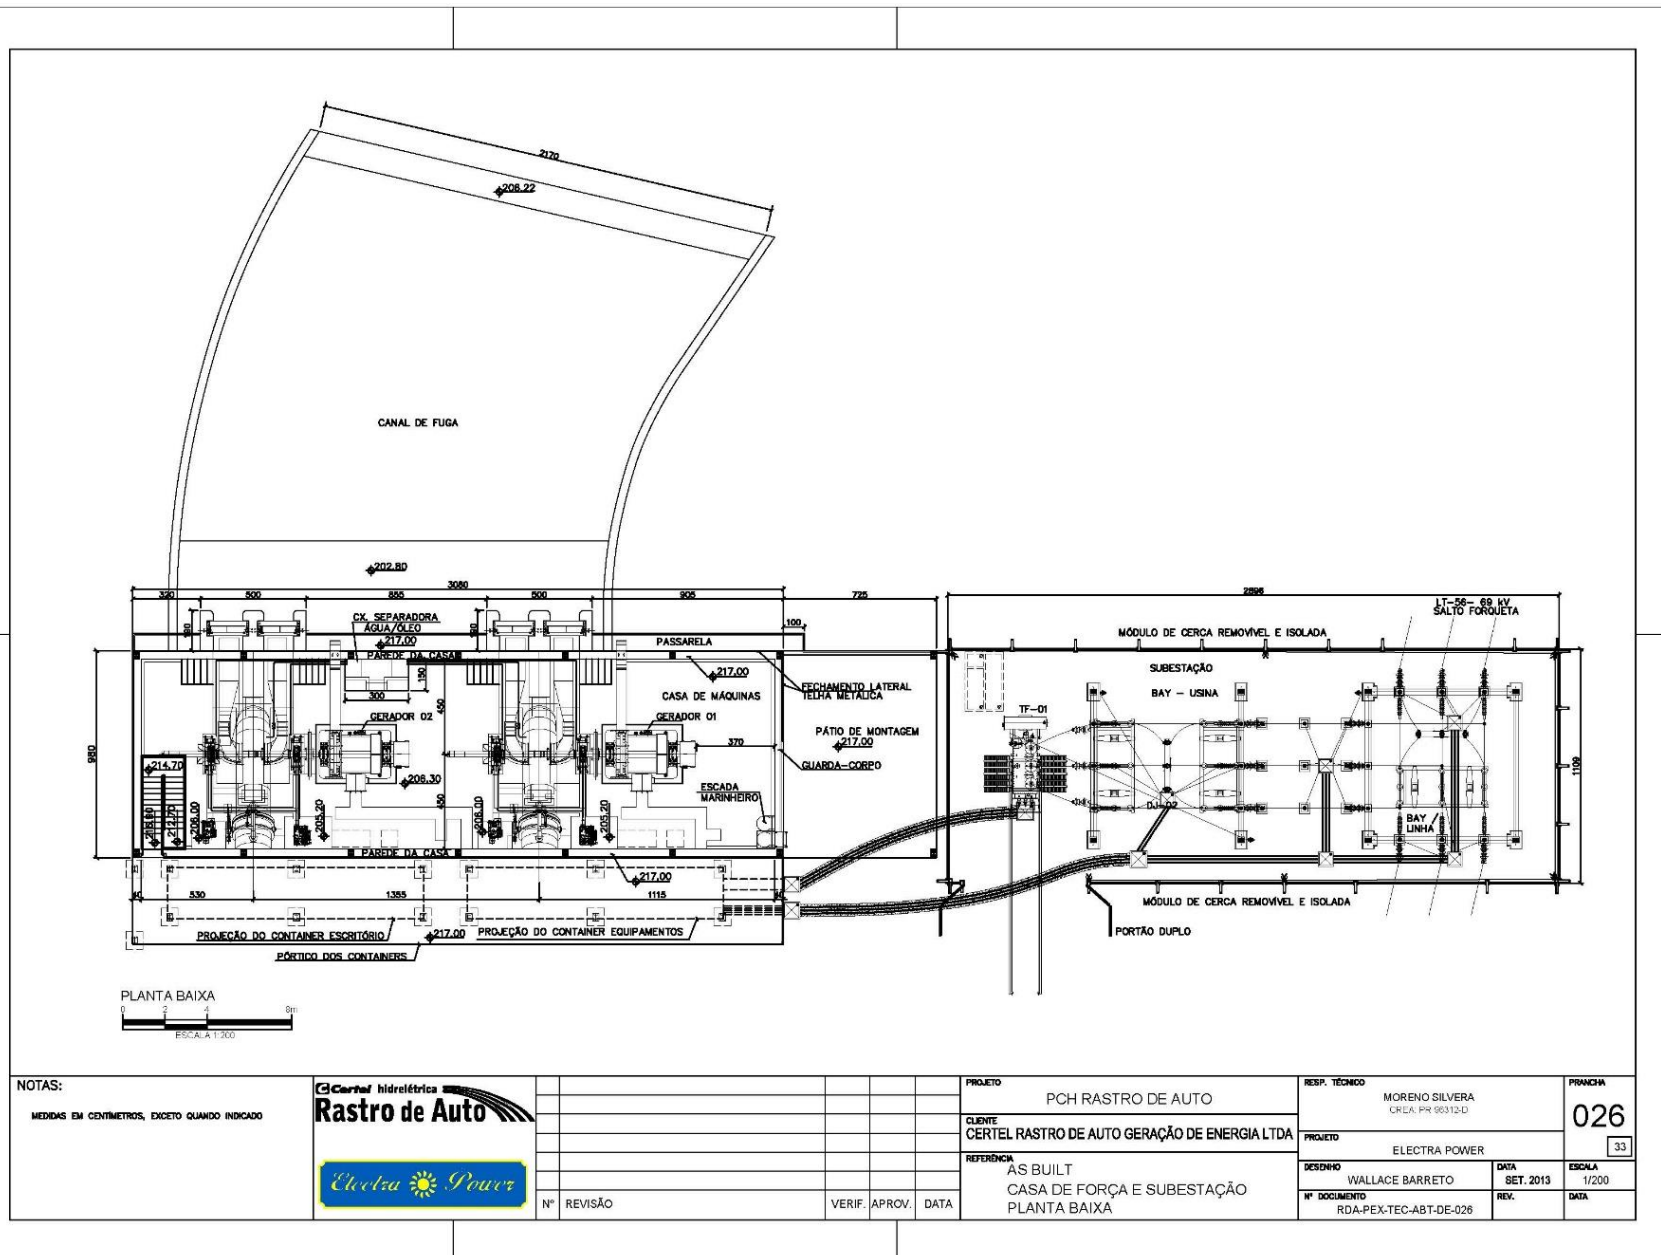 2170
206.22
CANAL DE FUGA
202.80
3080
320 500 885 500 905 725
2896
CX. SEPARADORA
ÁGUA/ÓLEO
217.00
PAREDE DA CASA
PASSARELA
100
LT-56- 69 kV
SALTO FORQUETA
MÓDULO DE CERCA REMOVÍVEL E ISOLADA
SUBESTAÇÃO
BAY - USINA
217.00
FECHAMENTO LATERAL
TELHA METÁLICA
CASA DE MÁQUINAS
150
300
450
GERADOR 02
GERADOR 01
TF-01
PÁTIO DE MONTAGEM
217.00
370
GUARDA-CORPO
980
1109
214.70
206.30
ESCADA
MARINHEIRO
DJ-02
BAY
LINHA
212.70
206.00
205.20
450
206.00
205.20
PAREDE DA CASA
217.00
40 530 1355 1115
MÓDULO DE CERCA REMOVÍVEL E ISOLADA
PORTÃO DUPLO
PROJEÇÃO DO CONTAINER ESCRITÓRIO
217.00
PROJEÇÃO DO CONTAINER EQUIPAMENTOS
PÓRTICO DOS CONTAINERS
PLANTA BAIXA
0 2 4 8m
ESCALA 1:200
NOTAS:
MEDIDAS EM CENTÍMETROS, EXCETO QUANDO INDICADO
Certel hidrelétrica
Rastro de Auto
Electra Power
Nº REVISÃO VERIF. APROV. DATA
PROJETO
PCH RASTRO DE AUTO
CLIENTE
CERTEL RASTRO DE AUTO GERAÇÃO DE ENERGIA LTDA
REFERÊNCIA
AS BUILT
CASA DE FORÇA E SUBESTAÇÃO
PLANTA BAIXA
RESP. TÉCNICO
MORENO SILVERA
CREA: PR 96312-D
PROJETO
ELECTRA POWER
DESENHO
WALLACE BARRETO
DATA
SET. 2013
Nº DOCUMENTO
RDA-PEX-TEC-ABT-DE-026
REV.
PRANCHA
026
33
ESCALA
1/200
DATA